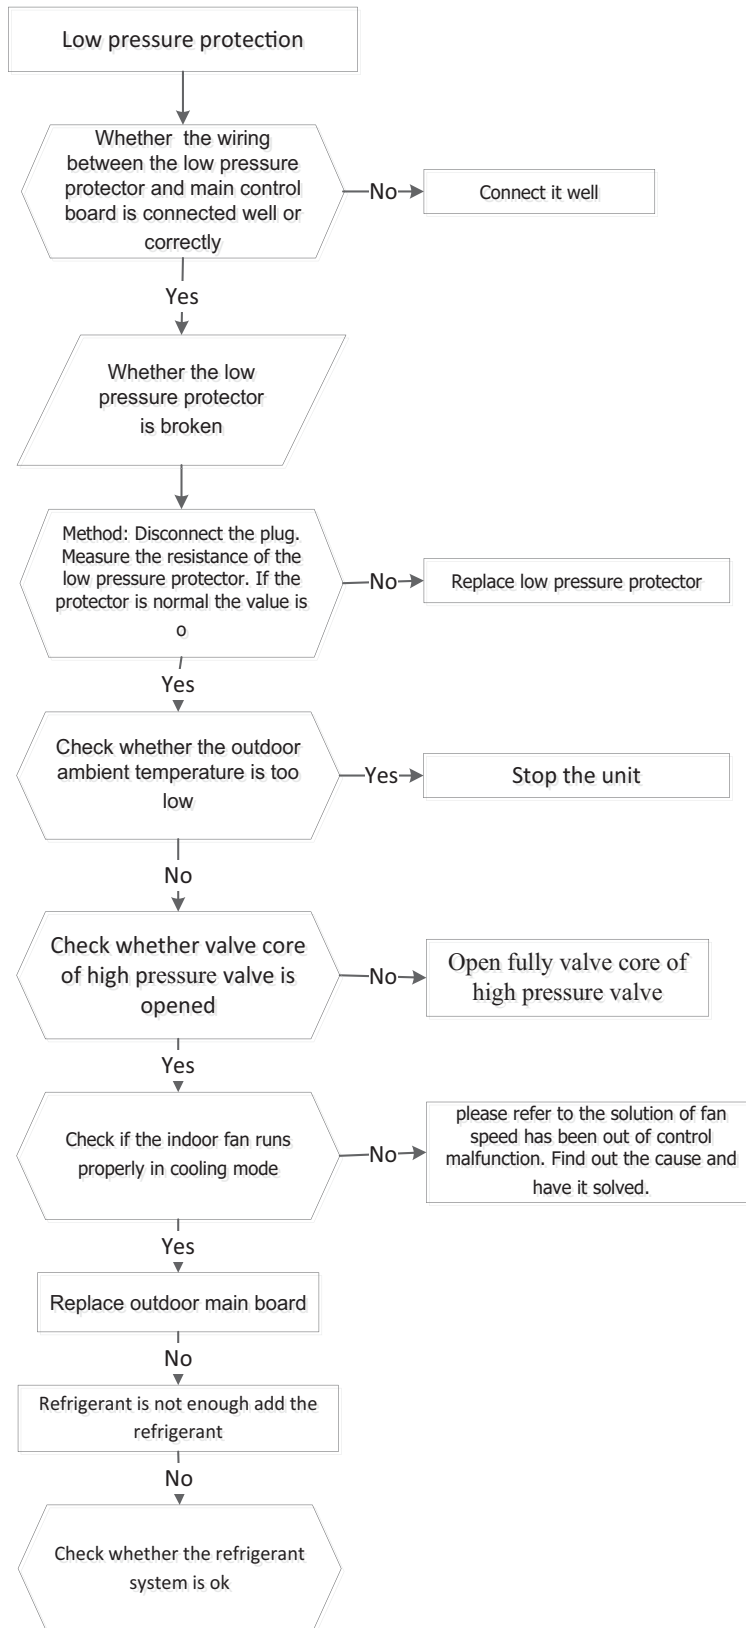 Low pressure protection
Whether the wiring
between the low pressure
protector and main control
board is connected well or
correctly
No
Connect it well
Yes
Whether the low
pressure protector
is broken
Method: Disconnect the plug.
Measure the resistance of the
low pressure protector. If the
protector is normal the value is
o
No
Replace low pressure protector
Yes
Check whether the outdoor
ambient temperature is too
low
Yes
Stop the unit
No
Check whether valve core
of high pressure valve is
opened
No
Open fully valve core of
high pressure valve
Yes
Check if the indoor fan runs
properly in cooling mode
No
please refer to the solution of fan
speed has been out of control
malfunction. Find out the cause and
have it solved.
Yes
Replace outdoor main board
No
Refrigerant is not enough add the
refrigerant
No
Check whether the refrigerant
system is ok